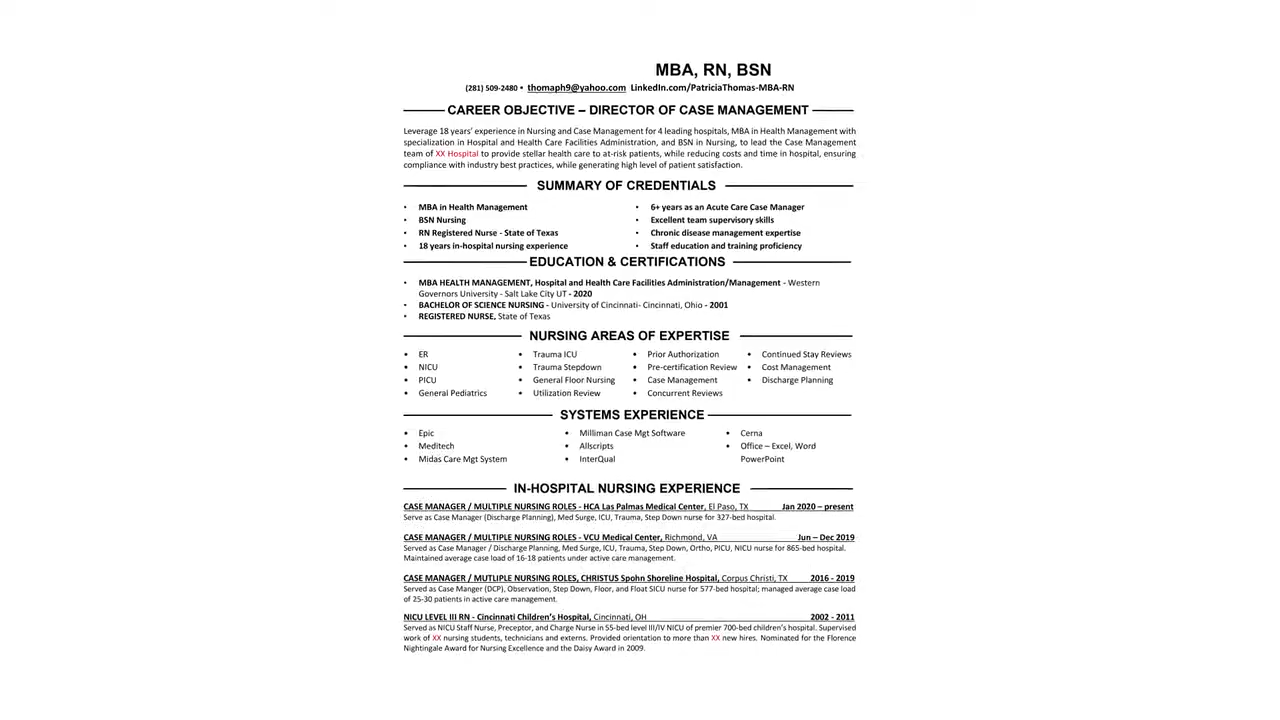 MBA, RN, BSN
(281) 509-2480 • thomaph9@yahoo.com LinkedIn.com/PatriciaThomas-MBA-RN
CAREER OBJECTIVE – DIRECTOR OF CASE MANAGEMENT
Leverage 18 years' experience in Nursing and Case Management for 4 leading hospitals, MBA in Health Management with
specialization in Hospital and Health Care Facilities Administration, and BSN in Nursing, to lead the Case Management
team of XX Hospital to provide stellar health care to at-risk patients, while reducing costs and time in hospital, ensuring
compliance with industry best practices, while generating high level of patient satisfaction.
SUMMARY OF CREDENTIALS
• MBA in Health Management
• BSN Nursing
• RN Registered Nurse - State of Texas
• 18 years in-hospital nursing experience
• 6+ years as an Acute Care Case Manager
• Excellent team supervisory skills
• Chronic disease management expertise
• Staff education and training proficiency
EDUCATION & CERTIFICATIONS
• MBA HEALTH MANAGEMENT, Hospital and Health Care Facilities Administration/Management - Western
Governors University - Salt Lake City UT - 2020
• BACHELOR OF SCIENCE NURSING - University of Cincinnati- Cincinnati, Ohio - 2001
• REGISTERED NURSE, State of Texas
NURSING AREAS OF EXPERTISE
• ER
• NICU
• PICU
• General Pediatrics
• Trauma ICU
• Trauma Stepdown
• General Floor Nursing
• Utilization Review
• Prior Authorization
• Pre-certification Review
• Case Management
• Concurrent Reviews
• Continued Stay Reviews
• Cost Management
• Discharge Planning
SYSTEMS EXPERIENCE
• Epic
• Meditech
• Midas Care Mgt System
• Milliman Case Mgt Software
• Allscripts
• InterQual
• Cerna
• Office – Excel, Word
PowerPoint
IN-HOSPITAL NURSING EXPERIENCE
CASE MANAGER / MULTIPLE NURSING ROLES - HCA Las Palmas Medical Center, El Paso, TX Jan 2020 – present
Serve as Case Manager (Discharge Planning), Med Surge, ICU, Trauma, Step Down nurse for 327-bed hospital.
CASE MANAGER / MULTIPLE NURSING ROLES - VCU Medical Center, Richmond, VA Jun – Dec 2019
Served as Case Manager / Discharge Planning, Med Surge, ICU, Trauma, Step Down, Ortho, PICU, NICU nurse for 865-bed hospital.
Maintained average case load of 16-18 patients under active care management.
CASE MANAGER / MUTLIPLE NURSING ROLES, CHRISTUS Spohn Shoreline Hospital, Corpus Christi, TX 2016 - 2019
Served as Case Manger (DCP), Observation, Step Down, Floor, and Float SICU nurse for 577-bed hospital; managed average case load
of 25-30 patients in active care management.
NICU LEVEL III RN - Cincinnati Children's Hospital, Cincinnati, OH 2002 - 2011
Served as NICU Staff Nurse, Preceptor, and Charge Nurse in 55-bed level III/IV NICU of premier 700-bed children's hospital. Supervised
work of XX nursing students, technicians and externs. Provided orientation to more than XX new hires. Nominated for the Florence
Nightingale Award for Nursing Excellence and the Daisy Award in 2009.